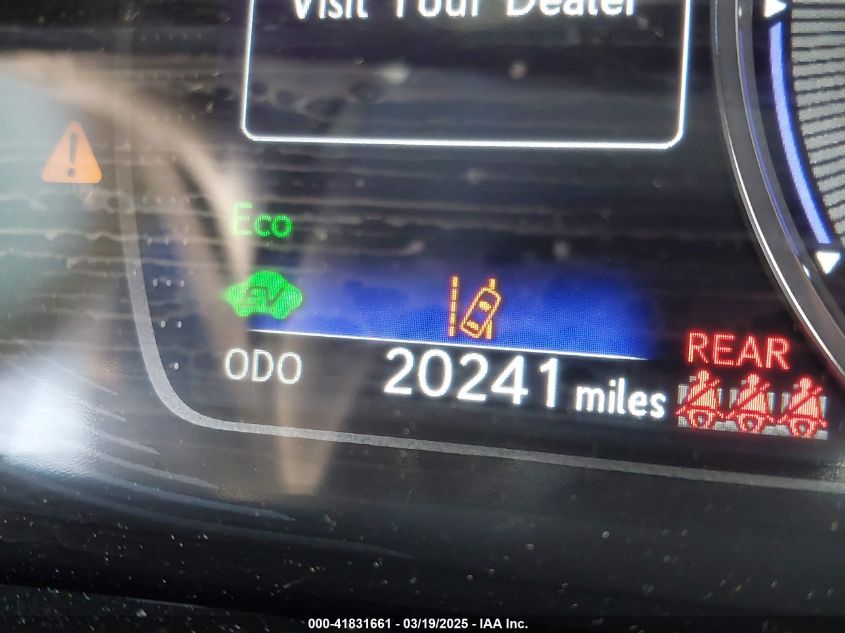 Visit Your Dealer
Eco
EV
ODO 20241 miles
REAR
000-41831661 - 03/19/2025 - IAA Inc.